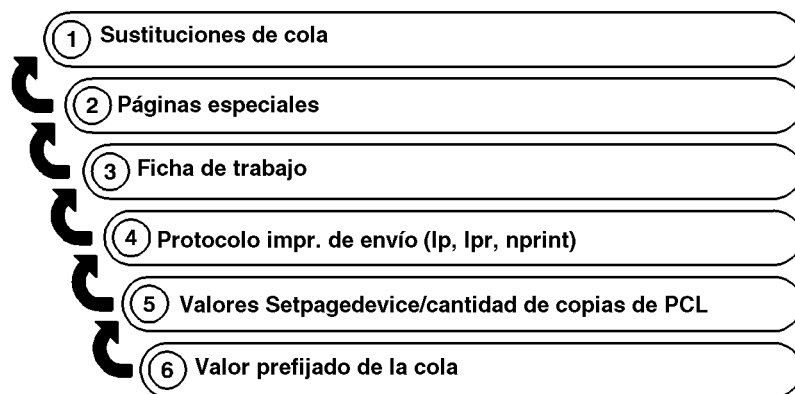 1 Sustituciones de cola
2 Páginas especiales
3 Ficha de trabajo
4 Protocolo impr. de envío (lp, lpr, nprint)
5 Valores Setpagedevice/cantidad de copias de PCL
6 Valor prefijado de la cola